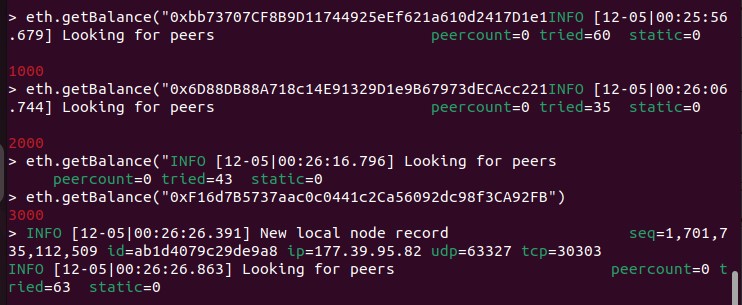 > eth.getBalance("0xbb73707CF8B9D11744925eEf621a610d2417D1e1INFO [12-05|00:25:56
.679] Looking for peers                        peercount=0 tried=60  static=0
1000
> eth.getBalance("0x6D88DB88A718c14E91329D1e9B67973dECAcc221INFO [12-05|00:26:06
.744] Looking for peers                        peercount=0 tried=35  static=0
2000
> eth.getBalance("INFO [12-05|00:26:16.796] Looking for peers
     peercount=0 tried=43  static=0
> eth.getBalance("0xF16d7B5737aac0c0441c2Ca56092dc98f3CA92FB")
3000
> INFO [12-05|00:26:26.391] New local node record                    seq=1,701,7
35,112,509 id=ab1d4079c29de9a8 ip=177.39.95.82 udp=63327 tcp=30303
INFO [12-05|00:26:26.863] Looking for peers                        peercount=0 t
ried=63  static=0